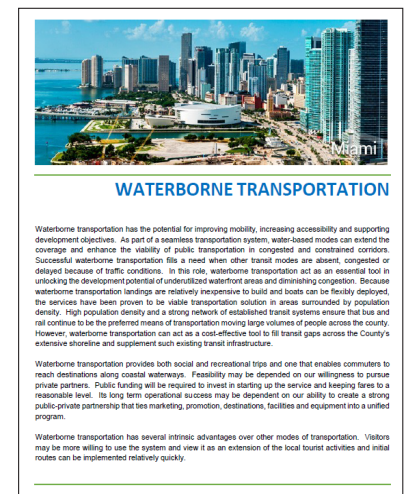 Miami
WATERBORNE TRANSPORTATION
Waterborne transportation has the potential for improving mobility, increasing accessibility and supporting
development objectives. As part of a seamless transportation system, water-based modes can extend the
coverage and enhance the viability of public transportation in congested and constrained corridors.
Successful waterborne transportation fills a need when other transit modes are absent, congested or
delayed because of traffic conditions. In this role, waterborne transportation act as an essential tool in
unlocking the development potential of underutilized waterfront areas and diminishing congestion. Because
waterborne transportation landings are relatively inexpensive to build and boats can be flexibly deployed,
the services have been proven to be viable transportation solution in areas surrounded by population
density. High population density and a strong network of established transit systems ensure that bus and
rail continue to be the preferred means of transportation moving large volumes of people across the county.
However, waterborne transportation can act as a cost-effective tool to fill transit gaps across the County's
extensive shoreline and supplement such existing transit infrastructure.
Waterborne transportation provides both social and recreational trips and one that enables commuters to
reach destinations along coastal waterways. Feasibility may be dependent on our willingness to pursue
private partners. Public funding will be required to invest in starting up the service and keeping fares to a
reasonable level. Its long term operational success may be dependent on our ability to create a strong
public-private partnership that ties marketing, promotion, destinations, facilities and equipment into a unified
program.
Waterborne transportation has several intrinsic advantages over other modes of transportation. Visitors
may be more willing to use the system and view it as an extension of the local tourist activities and initial
routes can be implemented relatively quickly.